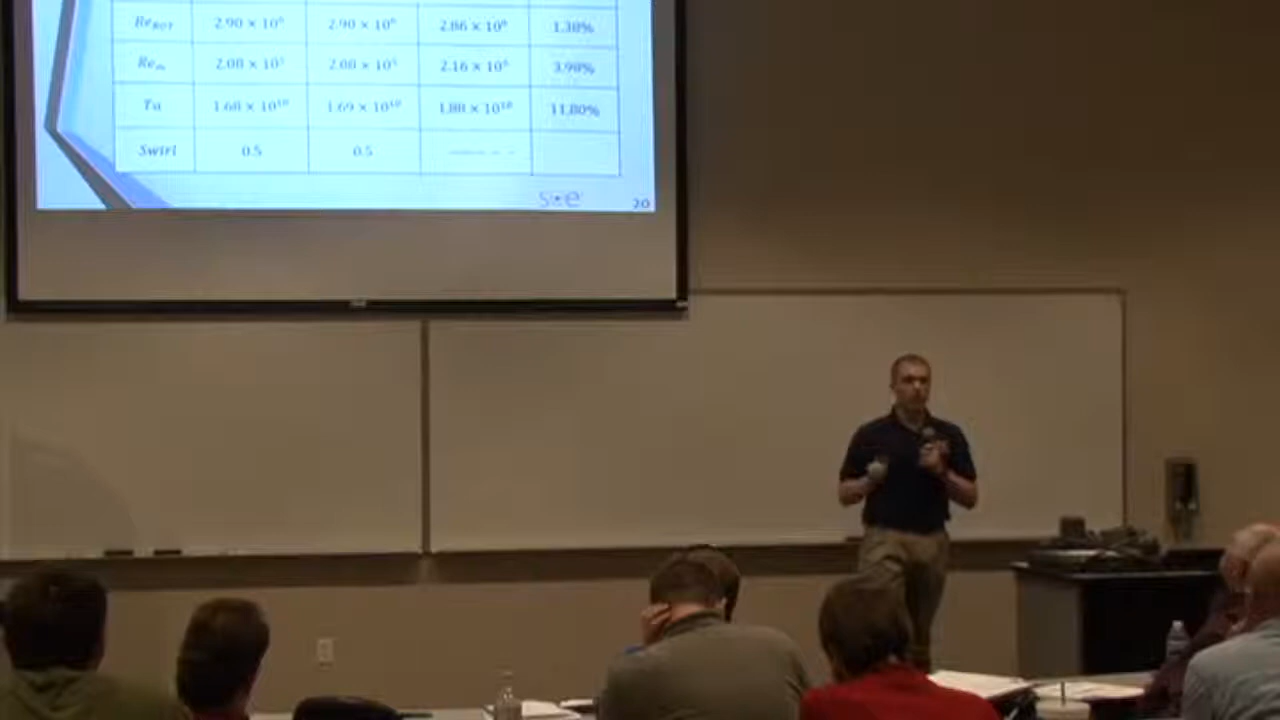 Re_ROT 2.90 × 10⁶ 2.90 × 10⁶ 2.86 × 10⁶ 1.38%
Re_m 2.08 × 10⁵ 2.08 × 10⁵ 2.16 × 10⁵ 3.90%
Ta 1.68 × 10¹⁰ 1.69 × 10¹⁰ 1.88 × 10¹⁰ 11.80%
Swirl 0.5 0.5 ------
20